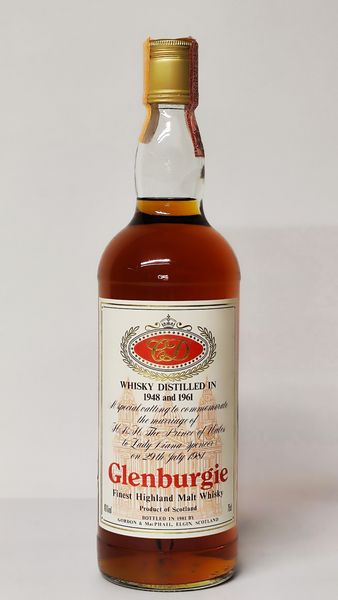 CD
WHISKY DISTILLED IN
1948 and 1961
A special vatting to commemorate
the marriage of
H.R.H. The Prince of Wales
to Lady Diana Spencer
on 29th July 1981
Glenburgie
Finest Highland Malt Whisky
Product of Scotland
BOTTLED IN 1981 BY
GORDON & MacPHAIL, ELGIN, SCOTLAND